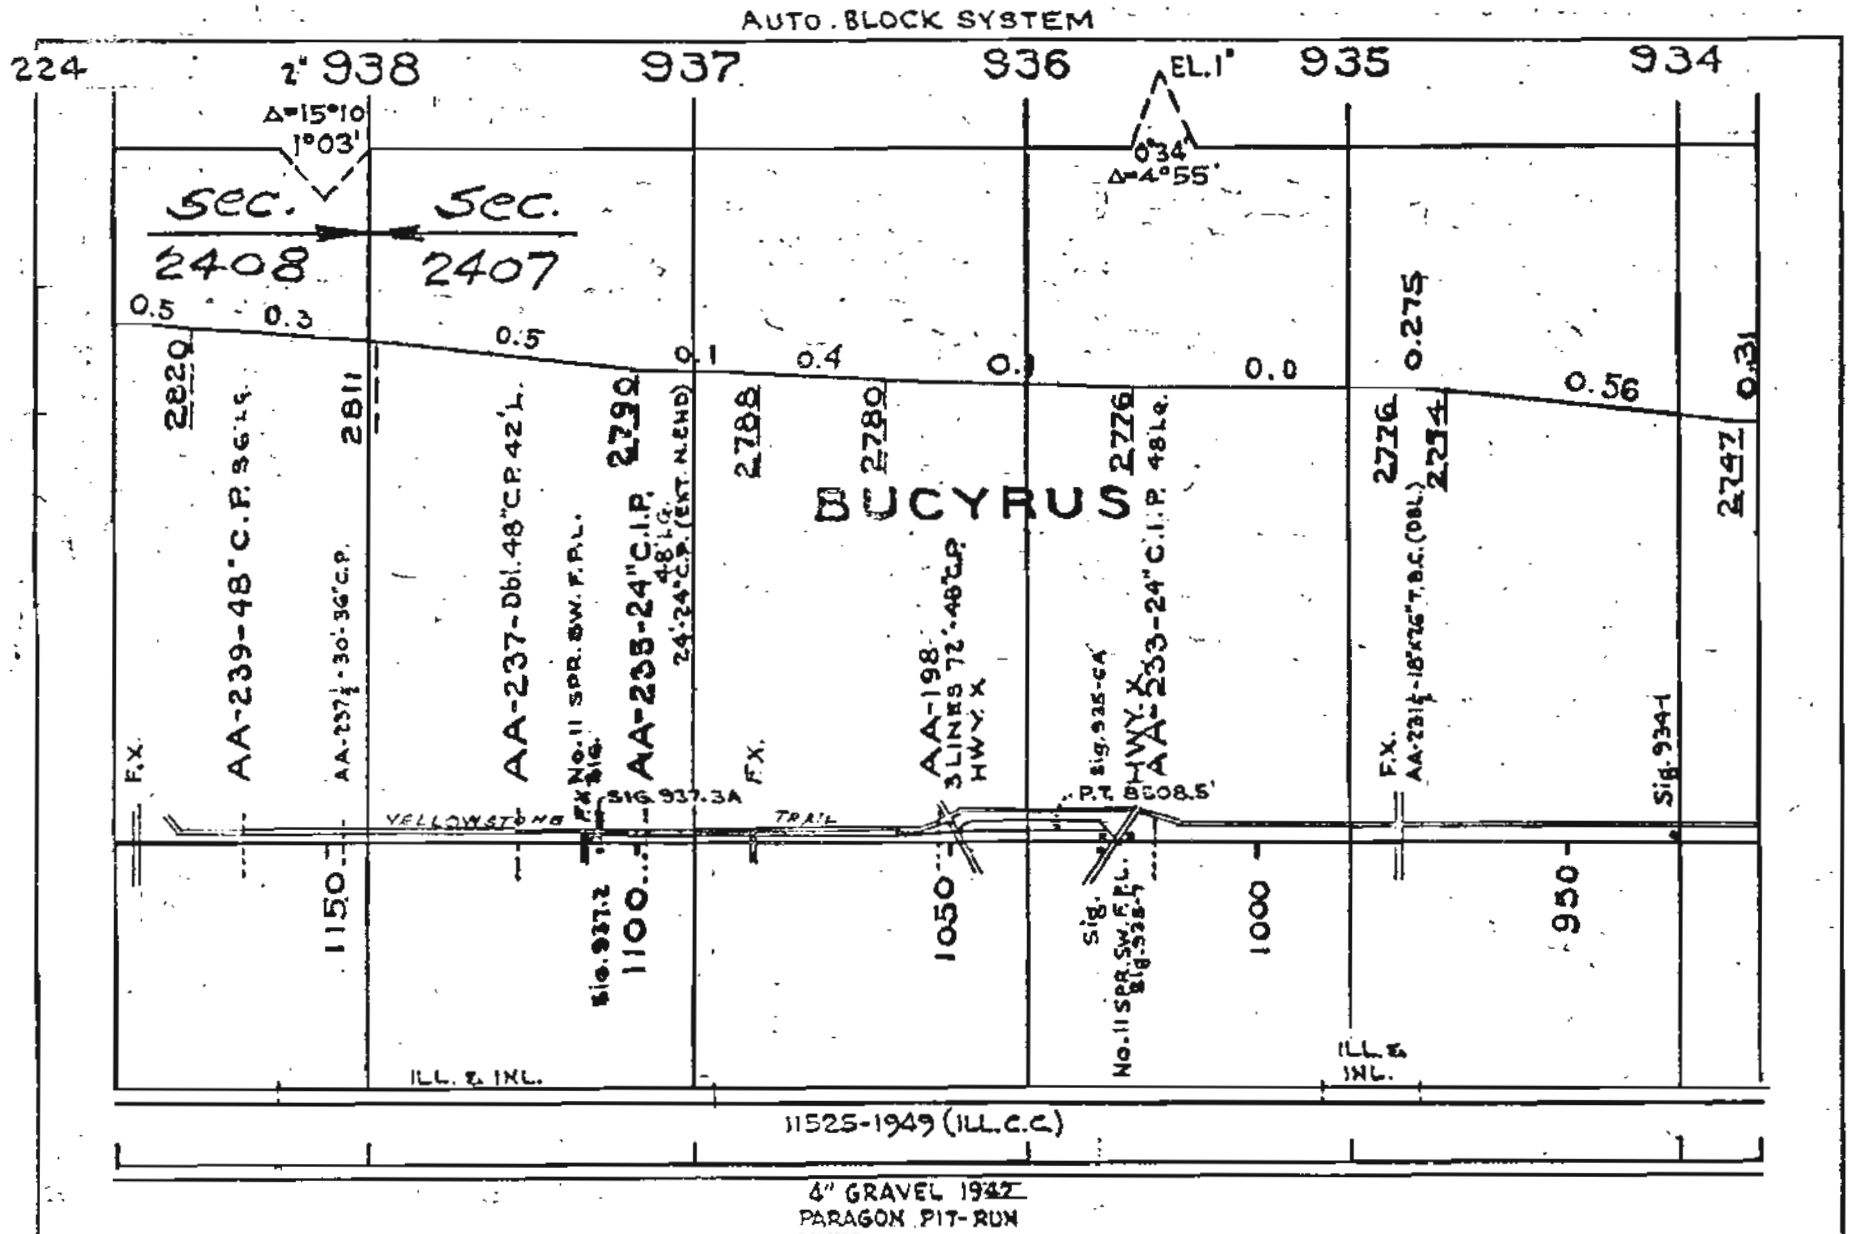 AUTO. BLOCK SYSTEM
224
2" 938
937
936
EL.1"
935
934
Δ=15°10'
1°03'
0°34'
Δ=4°55'
Sec.
2408
Sec.
2407
0.5
0.3
0.5
0.1
0.4
0.0
0.275
0.56
0.31
2820
2811
2790
2788
2780
2776
2776
2747
BUCYRUS
F.X.
AA-239-48"C.P. 36'LG.
AA-237½-30'-36"C.P.
AA-237-Dbl.48"C.P. 42'L.
F.X.
No.11 SPR. SW. F.P.L.
SIG.
AA-235-24"C.I.P.
48'LG.
24'-24"C.P. (EXT. N.END)
F.X.
AA-198
3 LINES 72'-48"C.P.
HWY. X
Sig. 935-6A
HWY. X
AA-233-24"C.I.P. 48'LG.
F.X.
AA-231½-18"X26"T.B.C.(DBL.)
Sig. 934-1
SIG. 937.3A
P.T. 8608.5'
YELLOWSTONE
TRAIL
1150
Sig. 937.2
1100
1050
Sig.
No.11 SPR. SW. F.P.L.
Sig. 935-7
1000
950
ILL. & INL.
ILL. &
INL.
11525-1949 (ILL.C.C.)
4" GRAVEL 1942
PARAGON PIT-RUN